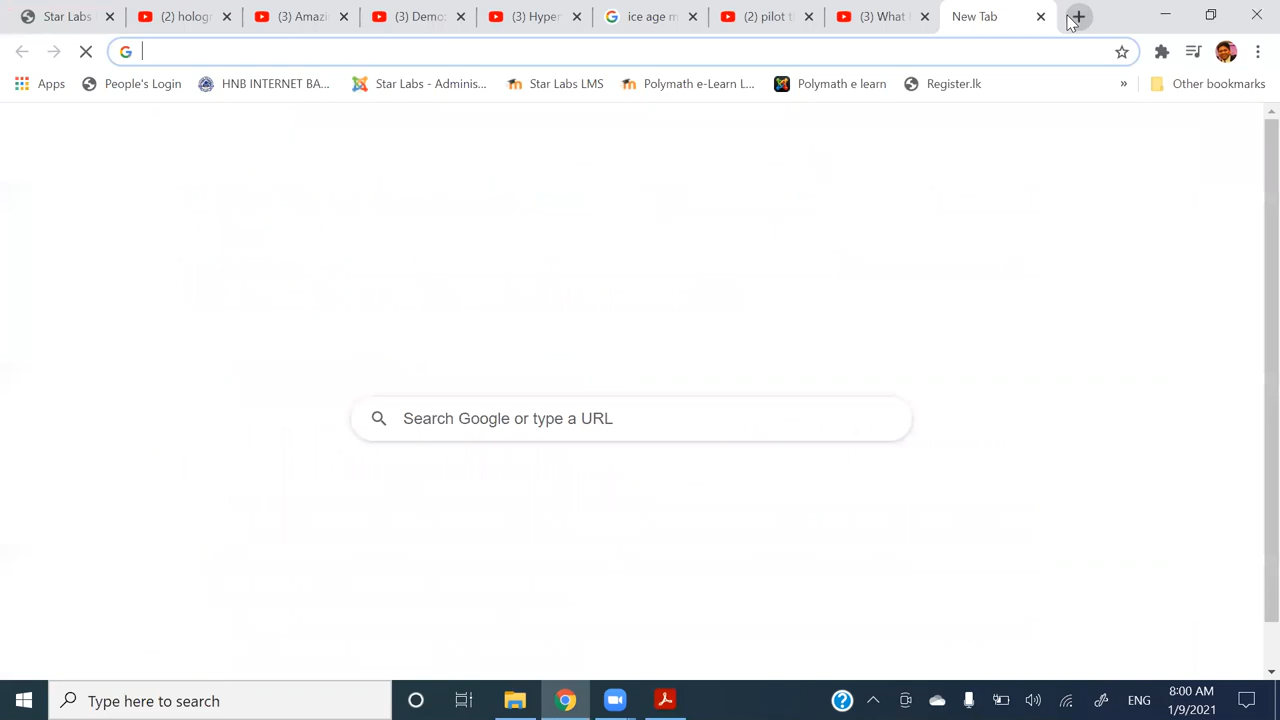 Star Labs (2) hologr (3) Amazi (3) Demo: (3) Hyper ice age m (2) pilot t (3) What New Tab
Apps People's Login HNB INTERNET BA... Star Labs - Adminis... Star Labs LMS Polymath e-Learn L... Polymath e learn Register.lk » Other bookmarks
Search Google or type a URL
Type here to search ENG 8:00 AM
1/9/2021